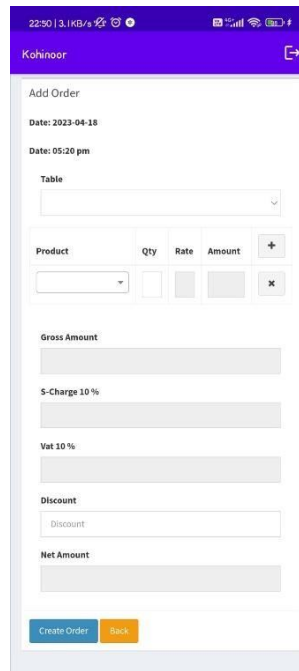 22:50 | 3.1KB/s
Kohinoor
Add Order
Date: 2023-04-18
Date: 05:20 pm
Table
Product Qty Rate Amount
Gross Amount
S-Charge 10 %
Vat 10 %
Discount
Discount
Net Amount
Create Order Back